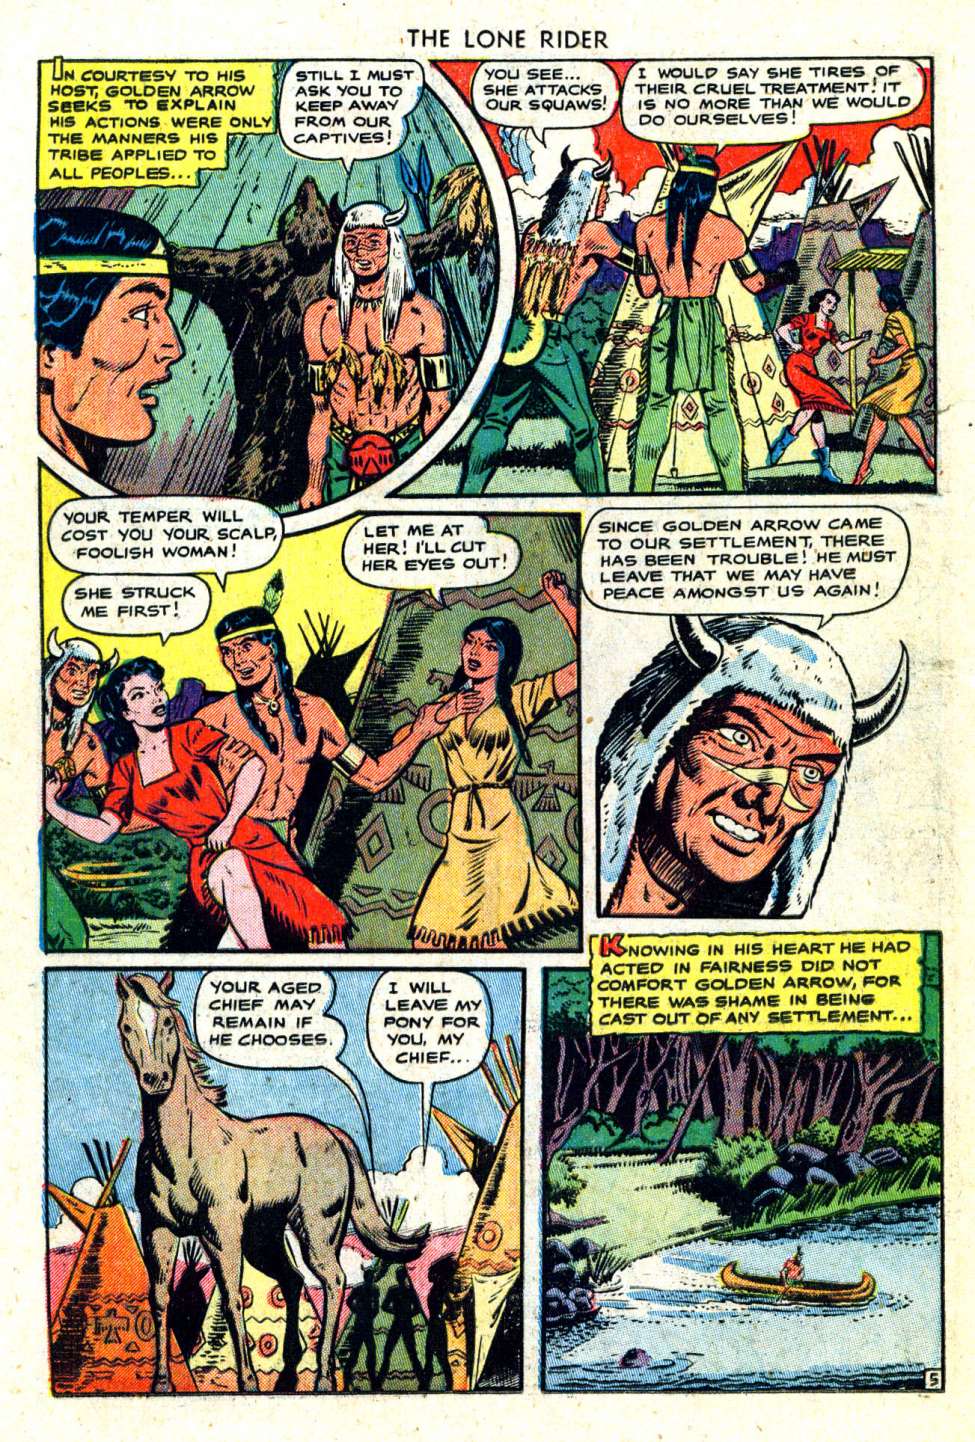 THE LONE RIDER
IN COURTESY TO HIS
HOST, GOLDEN ARROW
SEEKS TO EXPLAIN
HIS ACTIONS WERE ONLY
THE MANNERS HIS
TRIBE APPLIED TO
ALL PEOPLES...
STILL I MUST
ASK YOU TO
KEEP AWAY
FROM OUR
CAPTIVES!
YOU SEE...
SHE ATTACKS
OUR SQUAWS!
I WOULD SAY SHE TIRES OF
THEIR CRUEL TREATMENT! IT
IS NO MORE THAN WE WOULD
DO OURSELVES!
YOUR TEMPER WILL
COST YOU YOUR SCALP,
FOOLISH WOMAN!
SHE STRUCK
ME FIRST!
LET ME AT
HER! I'LL CUT
HER EYES OUT!
SINCE GOLDEN ARROW CAME
TO OUR SETTLEMENT, THERE
HAS BEEN TROUBLE! HE MUST
LEAVE THAT WE MAY HAVE
PEACE AMONGST US AGAIN!
YOUR AGED
CHIEF MAY
REMAIN IF
HE CHOOSES.
I WILL
LEAVE MY
PONY FOR
YOU, MY
CHIEF...
KNOWING IN HIS HEART HE HAD
ACTED IN FAIRNESS DID NOT
COMFORT GOLDEN ARROW, FOR
THERE WAS SHAME IN BEING
CAST OUT OF ANY SETTLEMENT...
5